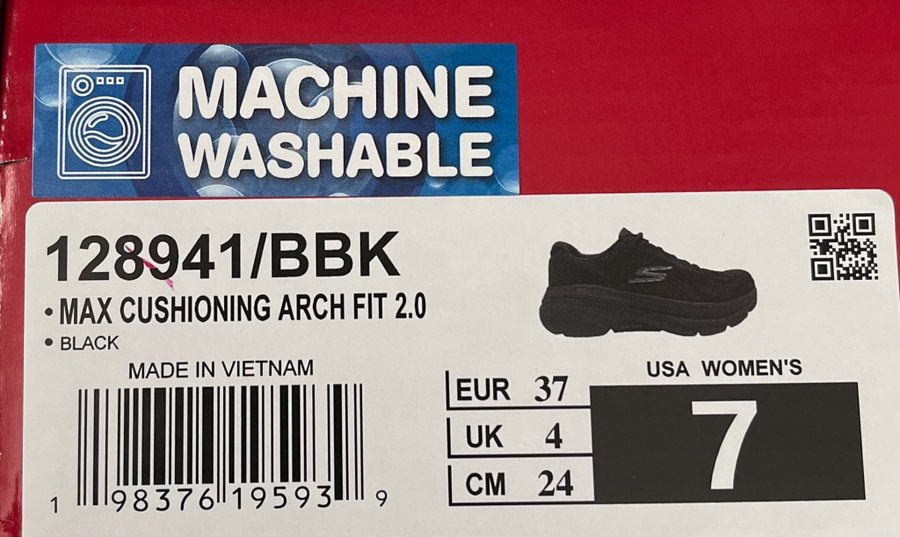 MACHINE
WASHABLE
128941/BBK
• MAX CUSHIONING ARCH FIT 2.0
• BLACK
MADE IN VIETNAM
1 98376 19593 9
EUR 37
UK 4
CM 24
USA WOMEN'S
7